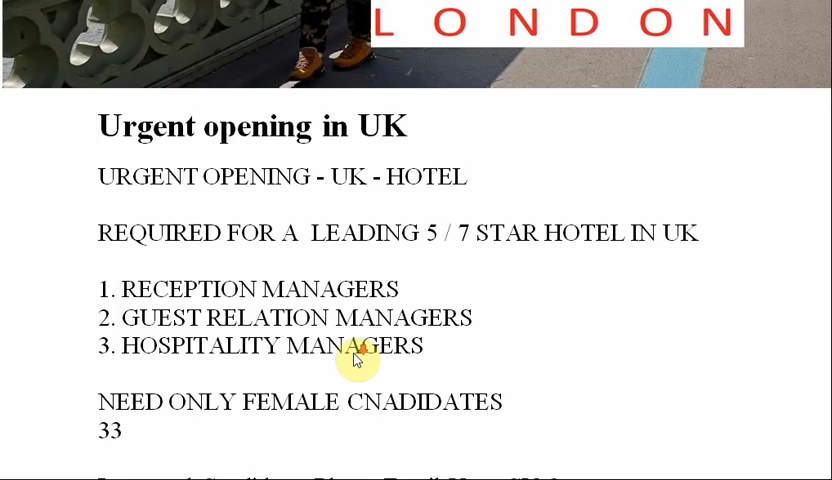 LONDON
Urgent opening in UK
URGENT OPENING - UK - HOTEL
REQUIRED FOR A LEADING 5 / 7 STAR HOTEL IN UK
1. RECEPTION MANAGERS
2. GUEST RELATION MANAGERS
3. HOSPITALITY MANAGERS
NEED ONLY FEMALE CNADIDATES
33